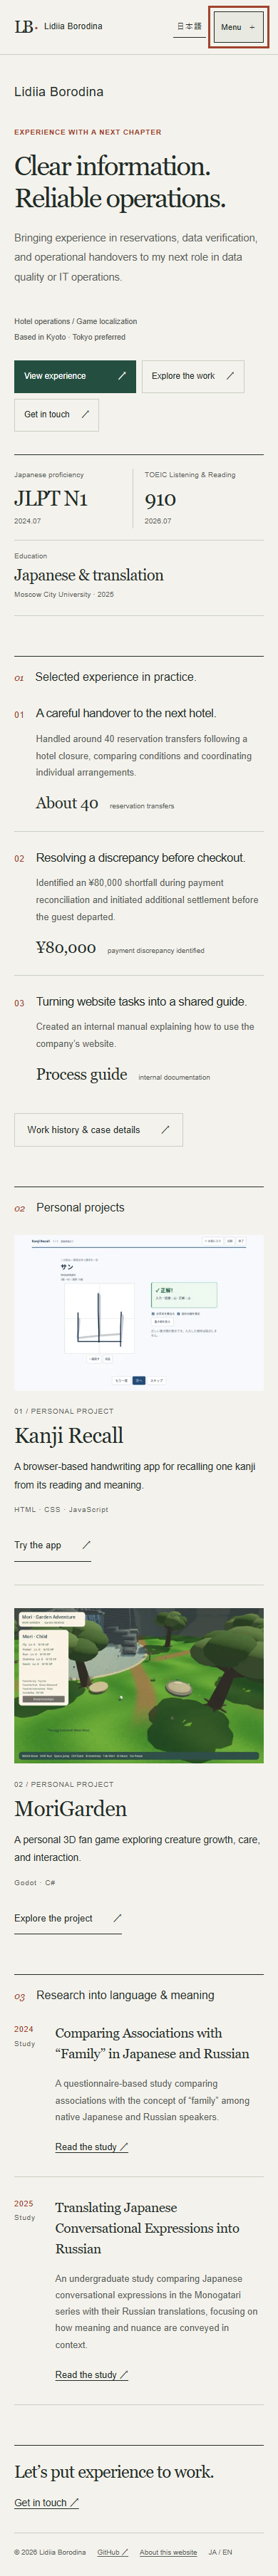 LB. Lidiia Borodina 日本語 Menu +
Lidiia Borodina
EXPERIENCE WITH A NEXT CHAPTER
Clear information.
Reliable operations.
Bringing experience in reservations, data verification,
and operational handovers to my next role in data
quality or IT operations.
Hotel operations / Game localization
Based in Kyoto · Tokyo preferred
View experience
Explore the work
Get in touch
Japanese proficiency
JLPT N1
2024.07
TOEIC Listening & Reading
910
2026.07
Education
Japanese & translation
Moscow City University · 2025
01 Selected experience in practice.
01 A careful handover to the next hotel.
Handled around 40 reservation transfers following a
hotel closure, comparing conditions and coordinating
individual arrangements.
About 40 reservation transfers
02 Resolving a discrepancy before checkout.
Identified an ¥80,000 shortfall during payment
reconciliation and initiated additional settlement before
the guest departed.
¥80,000 payment discrepancy identified
03 Turning website tasks into a shared guide.
Created an internal manual explaining how to use the
company's website.
Process guide internal documentation
Work history & case details
02 Personal projects
Kanji Recall
サン
✓ 正解!
01 / PERSONAL PROJECT
Kanji Recall
A browser-based handwriting app for recalling one kanji
from its reading and meaning.
HTML · CSS · JavaScript
Try the app
Mori · Garden Adventure
Mori · Child
02 / PERSONAL PROJECT
MoriGarden
A personal 3D fan game exploring creature growth, care,
and interaction.
Godot · C#
Explore the project
03 Research into language & meaning
2024
Study
Comparing Associations with
“Family” in Japanese and Russian
A questionnaire-based study comparing
associations with the concept of “family” among
native Japanese and Russian speakers.
Read the study
2025
Study
Translating Japanese
Conversational Expressions into
Russian
An undergraduate study comparing Japanese
conversational expressions in the Monogatari
series with their Russian translations, focusing on
how meaning and nuance are conveyed in
context.
Read the study
Let’s put experience to work.
Get in touch
© 2026 Lidiia Borodina GitHub About this website JA / EN